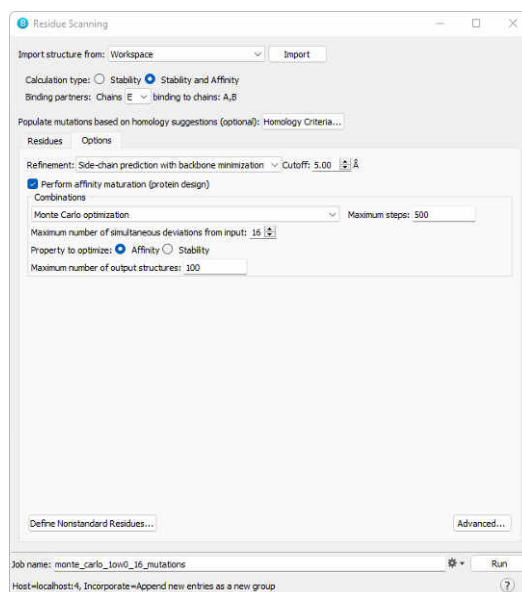 Residue Scanning
Import structure from: Workspace Import
Calculation type: Stability Stability and Affinity
Binding partners: Chains E binding to chains: A,B
Populate mutations based on homology suggestions (optional): Homology Criteria...
Residues Options
Refinement: Side-chain prediction with backbone minimization Cutoff: 5.00 Å
Perform affinity maturation (protein design)
Combinations
Monte Carlo optimization Maximum steps: 500
Maximum number of simultaneous deviations from input: 16
Property to optimize: Affinity Stability
Maximum number of output structures: 100
Define Nonstandard Residues... Advanced...
Job name: monte_carlo_1ow0_16_mutations Run
Host=localhost:4, Incorporate=Append new entries as a new group ?